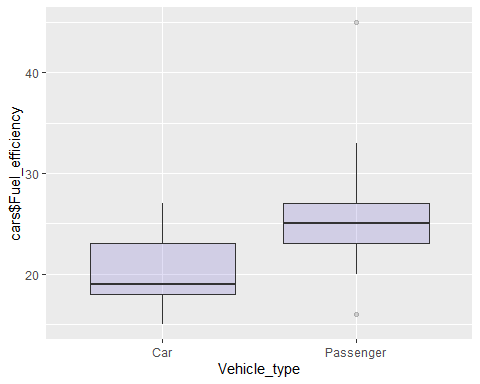 cars$Fuel_efficiency
40
30
20
Car Passenger
Vehicle_type